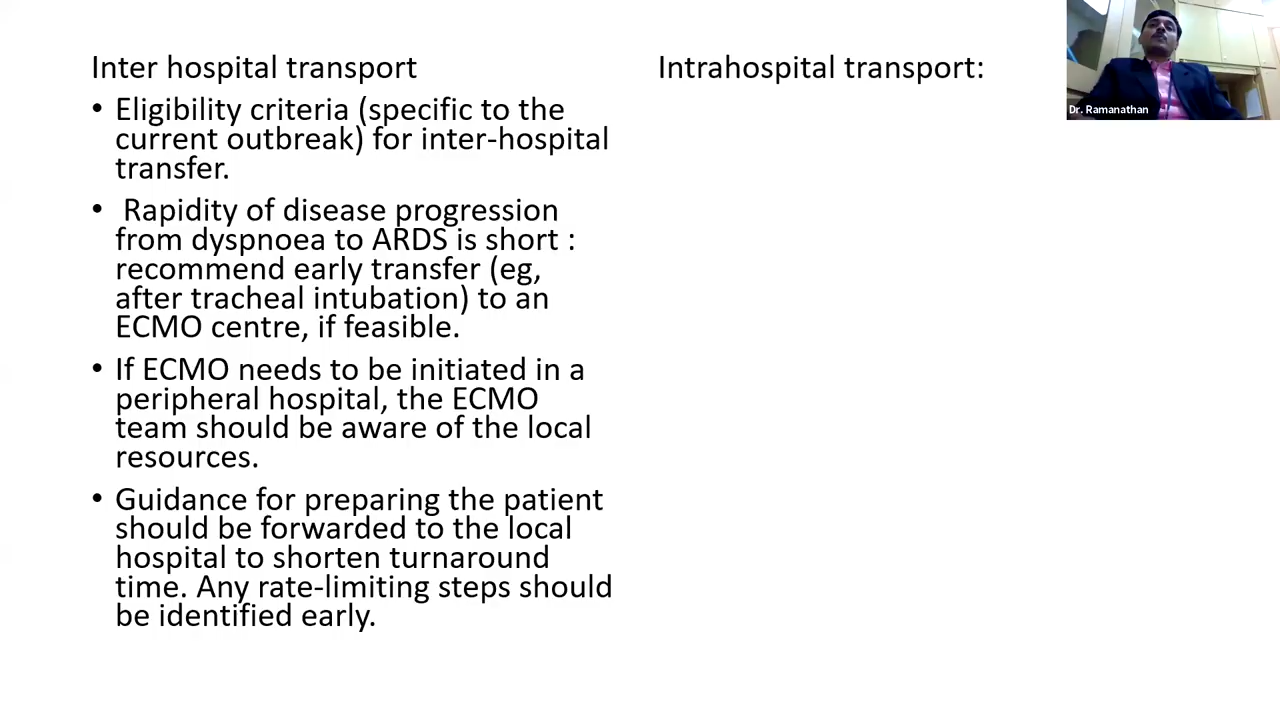 Inter hospital transport
• Eligibility criteria (specific to the
current outbreak) for inter-hospital
transfer.
• Rapidity of disease progression
from dyspnoea to ARDS is short :
recommend early transfer (eg,
after tracheal intubation) to an
ECMO centre, if feasible.
• If ECMO needs to be initiated in a
peripheral hospital, the ECMO
team should be aware of the local
resources.
• Guidance for preparing the patient
should be forwarded to the local
hospital to shorten turnaround
time. Any rate-limiting steps should
be identified early.
Intrahospital transport:
Dr. Ramanathan